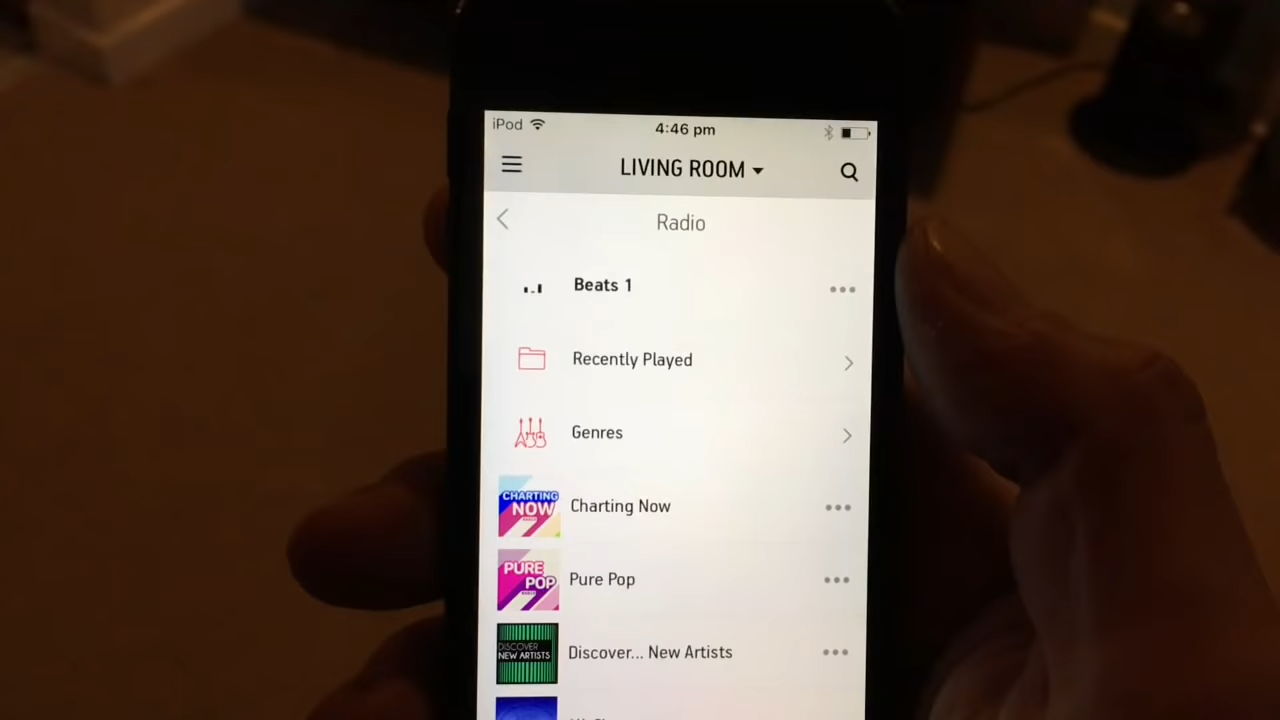 iPod 4:46 pm
LIVING ROOM
Radio
Beats 1
Recently Played
Genres
CHARTING NOW
Charting Now
PURE POP
Pure Pop
DISCOVER NEW ARTISTS
Discover... New Artists